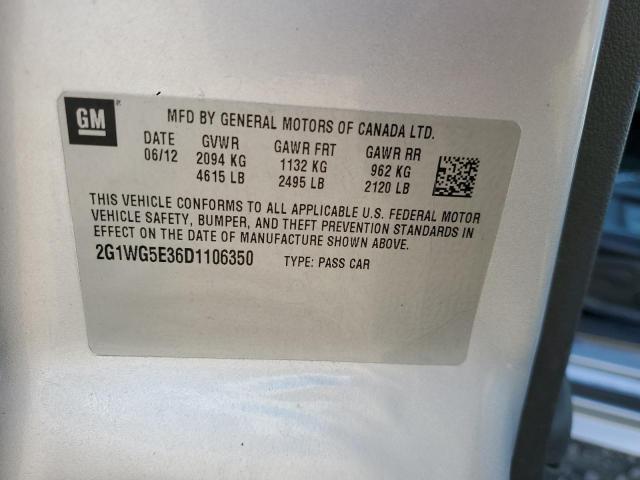 GM
MFD BY GENERAL MOTORS OF CANADA LTD.
DATE GVWR GAWR FRT GAWR RR
06/12 2094 KG 1132 KG 962 KG
4615 LB 2495 LB 2120 LB
THIS VEHICLE CONFORMS TO ALL APPLICABLE U.S. FEDERAL MOTOR
VEHICLE SAFETY, BUMPER, AND THEFT PREVENTION STANDARDS IN
EFFECT ON THE DATE OF MANUFACTURE SHOWN ABOVE.
2G1WG5E36D1106350 TYPE: PASS CAR